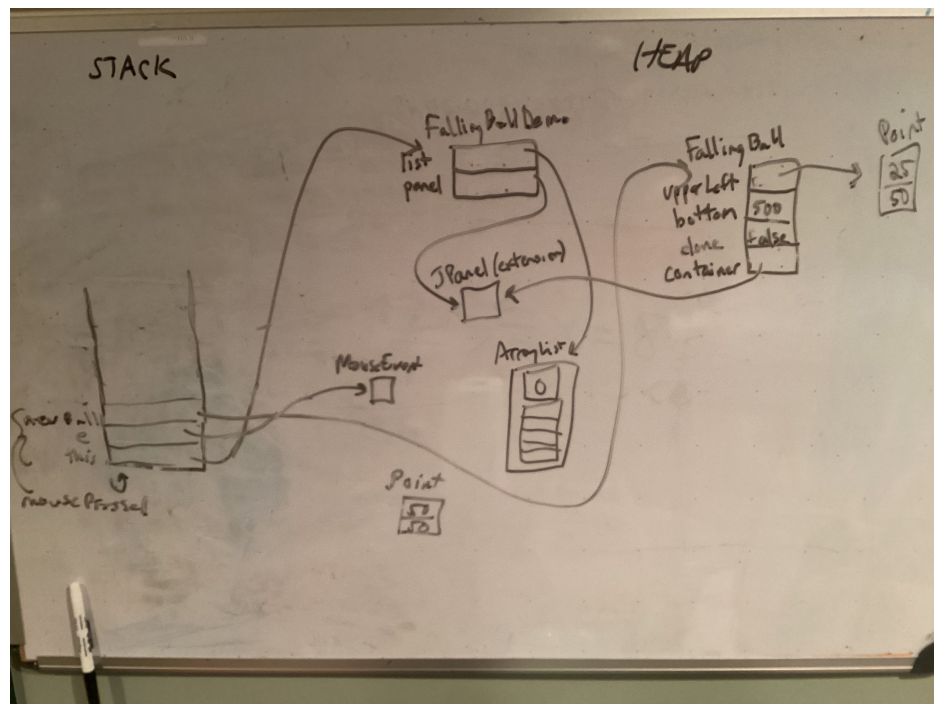 STACK
HEAP
FallingBallDemo
list
panel
FallingBall
upperLeft
bottom
500
done
false
container
Point
25
50
JPanel (extension)
MouseEvent
ArrayList
0
newBall
e
this
mousePressed
Point
50
50